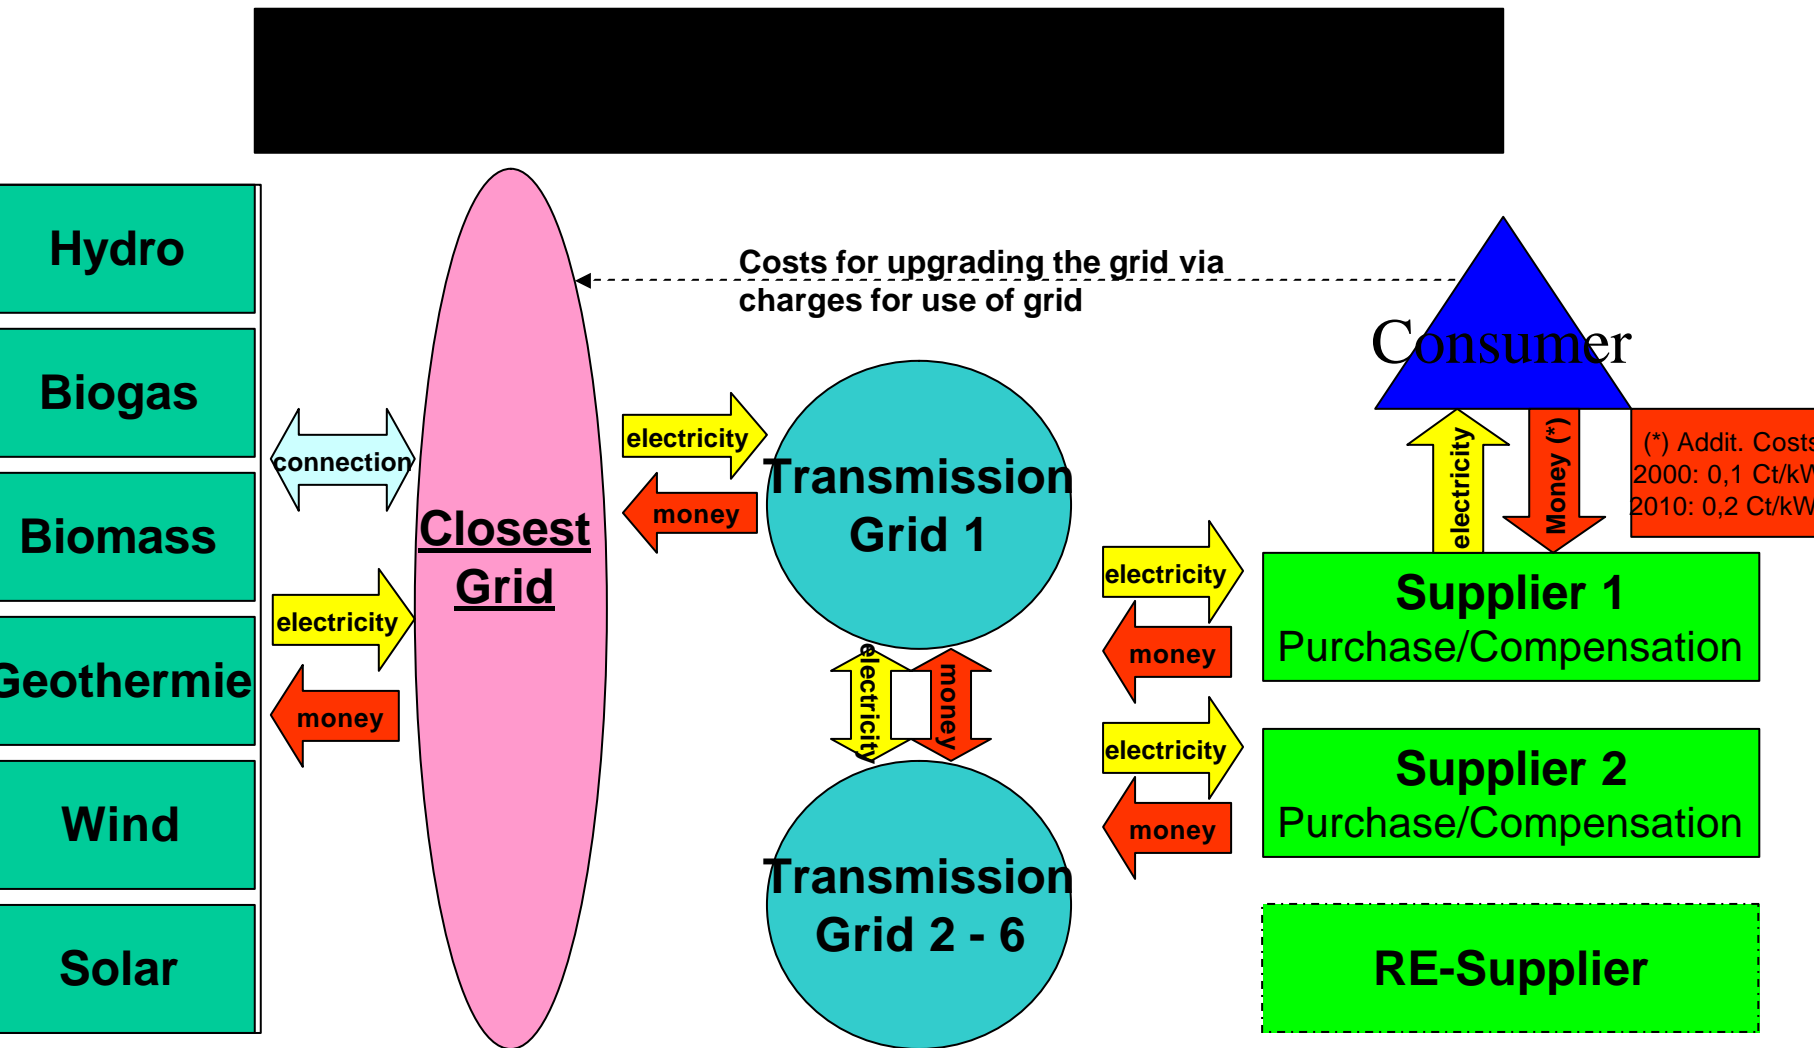 Hydro
Biogas
Biomass
Geothermie
Wind
Solar
connection
electricity
money
Closest
Grid
Costs for upgrading the grid via
charges for use of grid
electricity
money
Transmission
Grid 1
electricity
money
Transmission
Grid 2 - 6
electricity
money
electricity
money
Consumer
electricity
Money (*)
(*) Addit. Costs
2000: 0,1 Ct/kW
2010: 0,2 Ct/kW
Supplier 1
Purchase/Compensation
Supplier 2
Purchase/Compensation
RE-Supplier